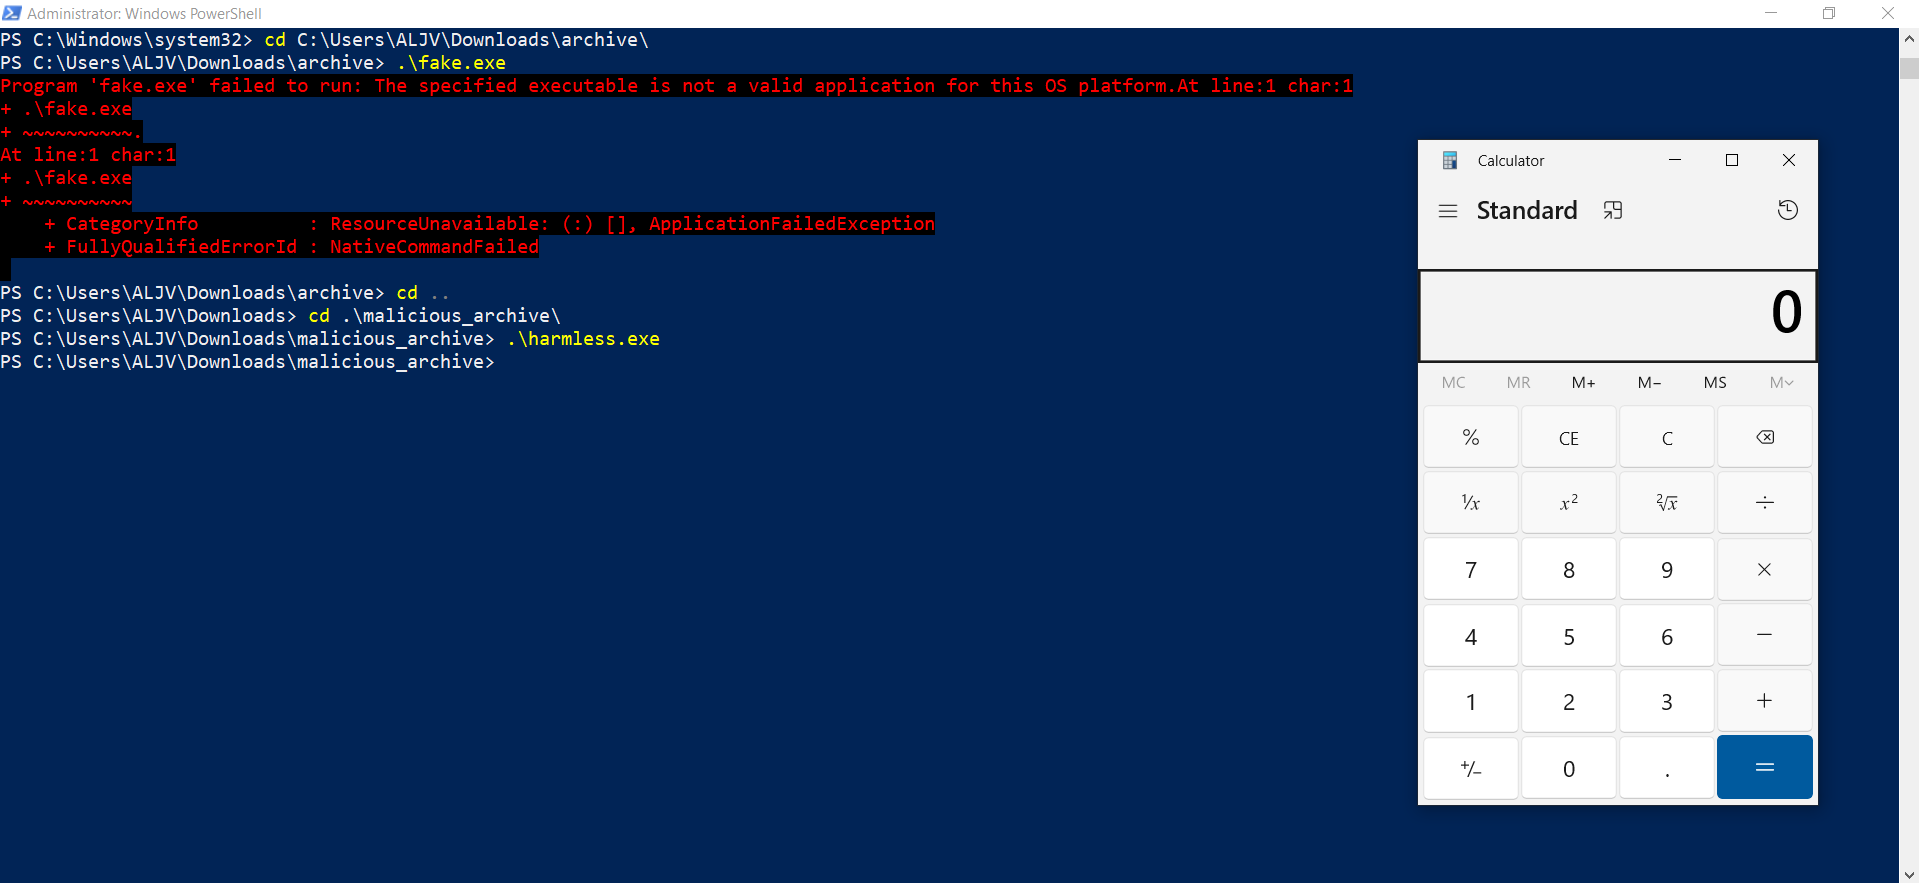 Administrator: Windows PowerShell
PS C:\Windows\system32> cd C:\Users\ALJV\Downloads\archive\
PS C:\Users\ALJV\Downloads\archive> .\fake.exe
Program 'fake.exe' failed to run: The specified executable is not a valid application for this OS platform.At line:1 char:1
+ .\fake.exe
+ ~~~~~~~~~~.
At line:1 char:1
+ .\fake.exe
+ ~~~~~~~~~~
    + CategoryInfo          : ResourceUnavailable: (:) [], ApplicationFailedException
    + FullyQualifiedErrorId : NativeCommandFailed
PS C:\Users\ALJV\Downloads\archive> cd ..
PS C:\Users\ALJV\Downloads> cd .\malicious_archive\
PS C:\Users\ALJV\Downloads\malicious_archive> .\harmless.exe
PS C:\Users\ALJV\Downloads\malicious_archive>
Calculator
Standard
0
MC MR M+ M− MS M
% CE C
¹/x x² ²√x ÷
7 8 9 ×
4 5 6 −
1 2 3 +
+/− 0 . =